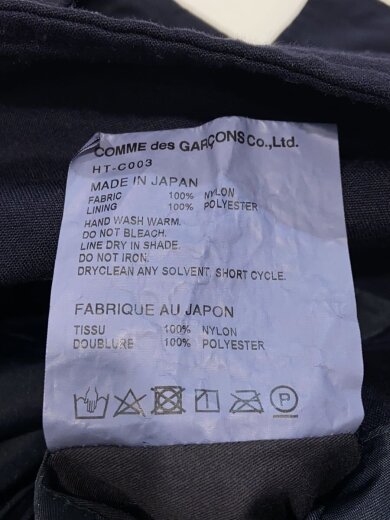 COMME des GARÇONS Co.,Ltd.
HT-C003
MADE IN JAPAN
FABRIC 100% NYLON
LINING 100% POLYESTER
HAND WASH WARM.
DO NOT BLEACH.
LINE DRY IN SHADE.
DO NOT IRON.
DRYCLEAN ANY SOLVENT, SHORT CYCLE.
FABRIQUE AU JAPON
TISSU 100% NYLON
DOUBLURE 100% POLYESTER
P